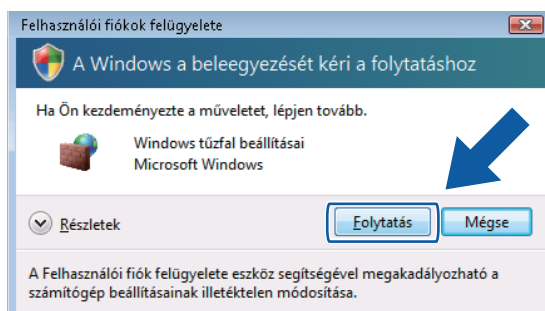 Felhasználói fiókok felügyelete
A Windows a beleegyezését kéri a folytatáshoz
Ha Ön kezdeményezte a műveletet, lépjen tovább.
Windows tűzfal beállításai
Microsoft Windows
Részletek
Folytatás
Mégse
A Felhasználói fiók felügyelete eszköz segítségével megakadályozható a
számítógép beállításainak illetéktelen módosítása.